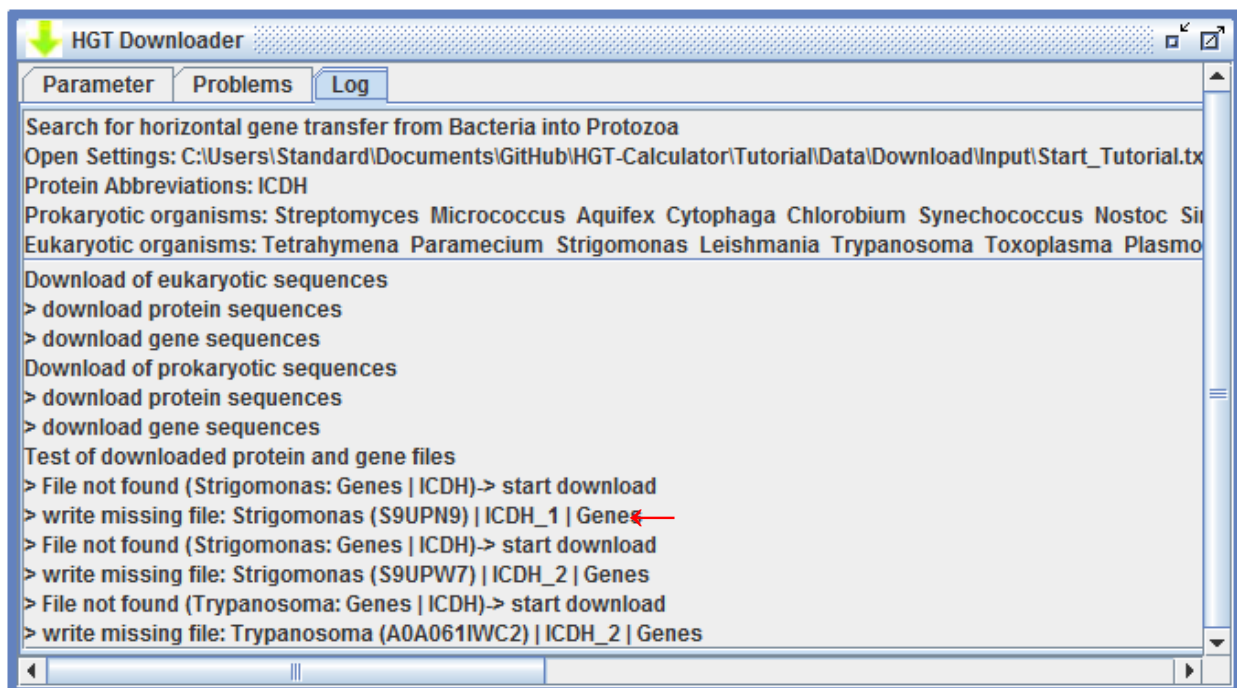 HGT Downloader
Parameter Problems Log
Search for horizontal gene transfer from Bacteria into Protozoa
Open Settings: C:\Users\Standard\Documents\GitHub\HGT-Calculator\Tutorial\Data\Download\Input\Start_Tutorial.tx
Protein Abbreviations: ICDH
Prokaryotic organisms: Streptomyces Micrococcus Aquifex Cytophaga Chlorobium Synechococcus Nostoc Si
Eukaryotic organisms: Tetrahymena Paramecium Strigomonas Leishmania Trypanosoma Toxoplasma Plasmo
Download of eukaryotic sequences
> download protein sequences
> download gene sequences
Download of prokaryotic sequences
> download protein sequences
> download gene sequences
Test of downloaded protein and gene files
> File not found (Strigomonas: Genes | ICDH)-> start download
> write missing file: Strigomonas (S9UPN9) | ICDH_1 | Genes
> File not found (Strigomonas: Genes | ICDH)-> start download
> write missing file: Strigomonas (S9UPW7) | ICDH_2 | Genes
> File not found (Trypanosoma: Genes | ICDH)-> start download
> write missing file: Trypanosoma (A0A061IWC2) | ICDH_2 | Genes